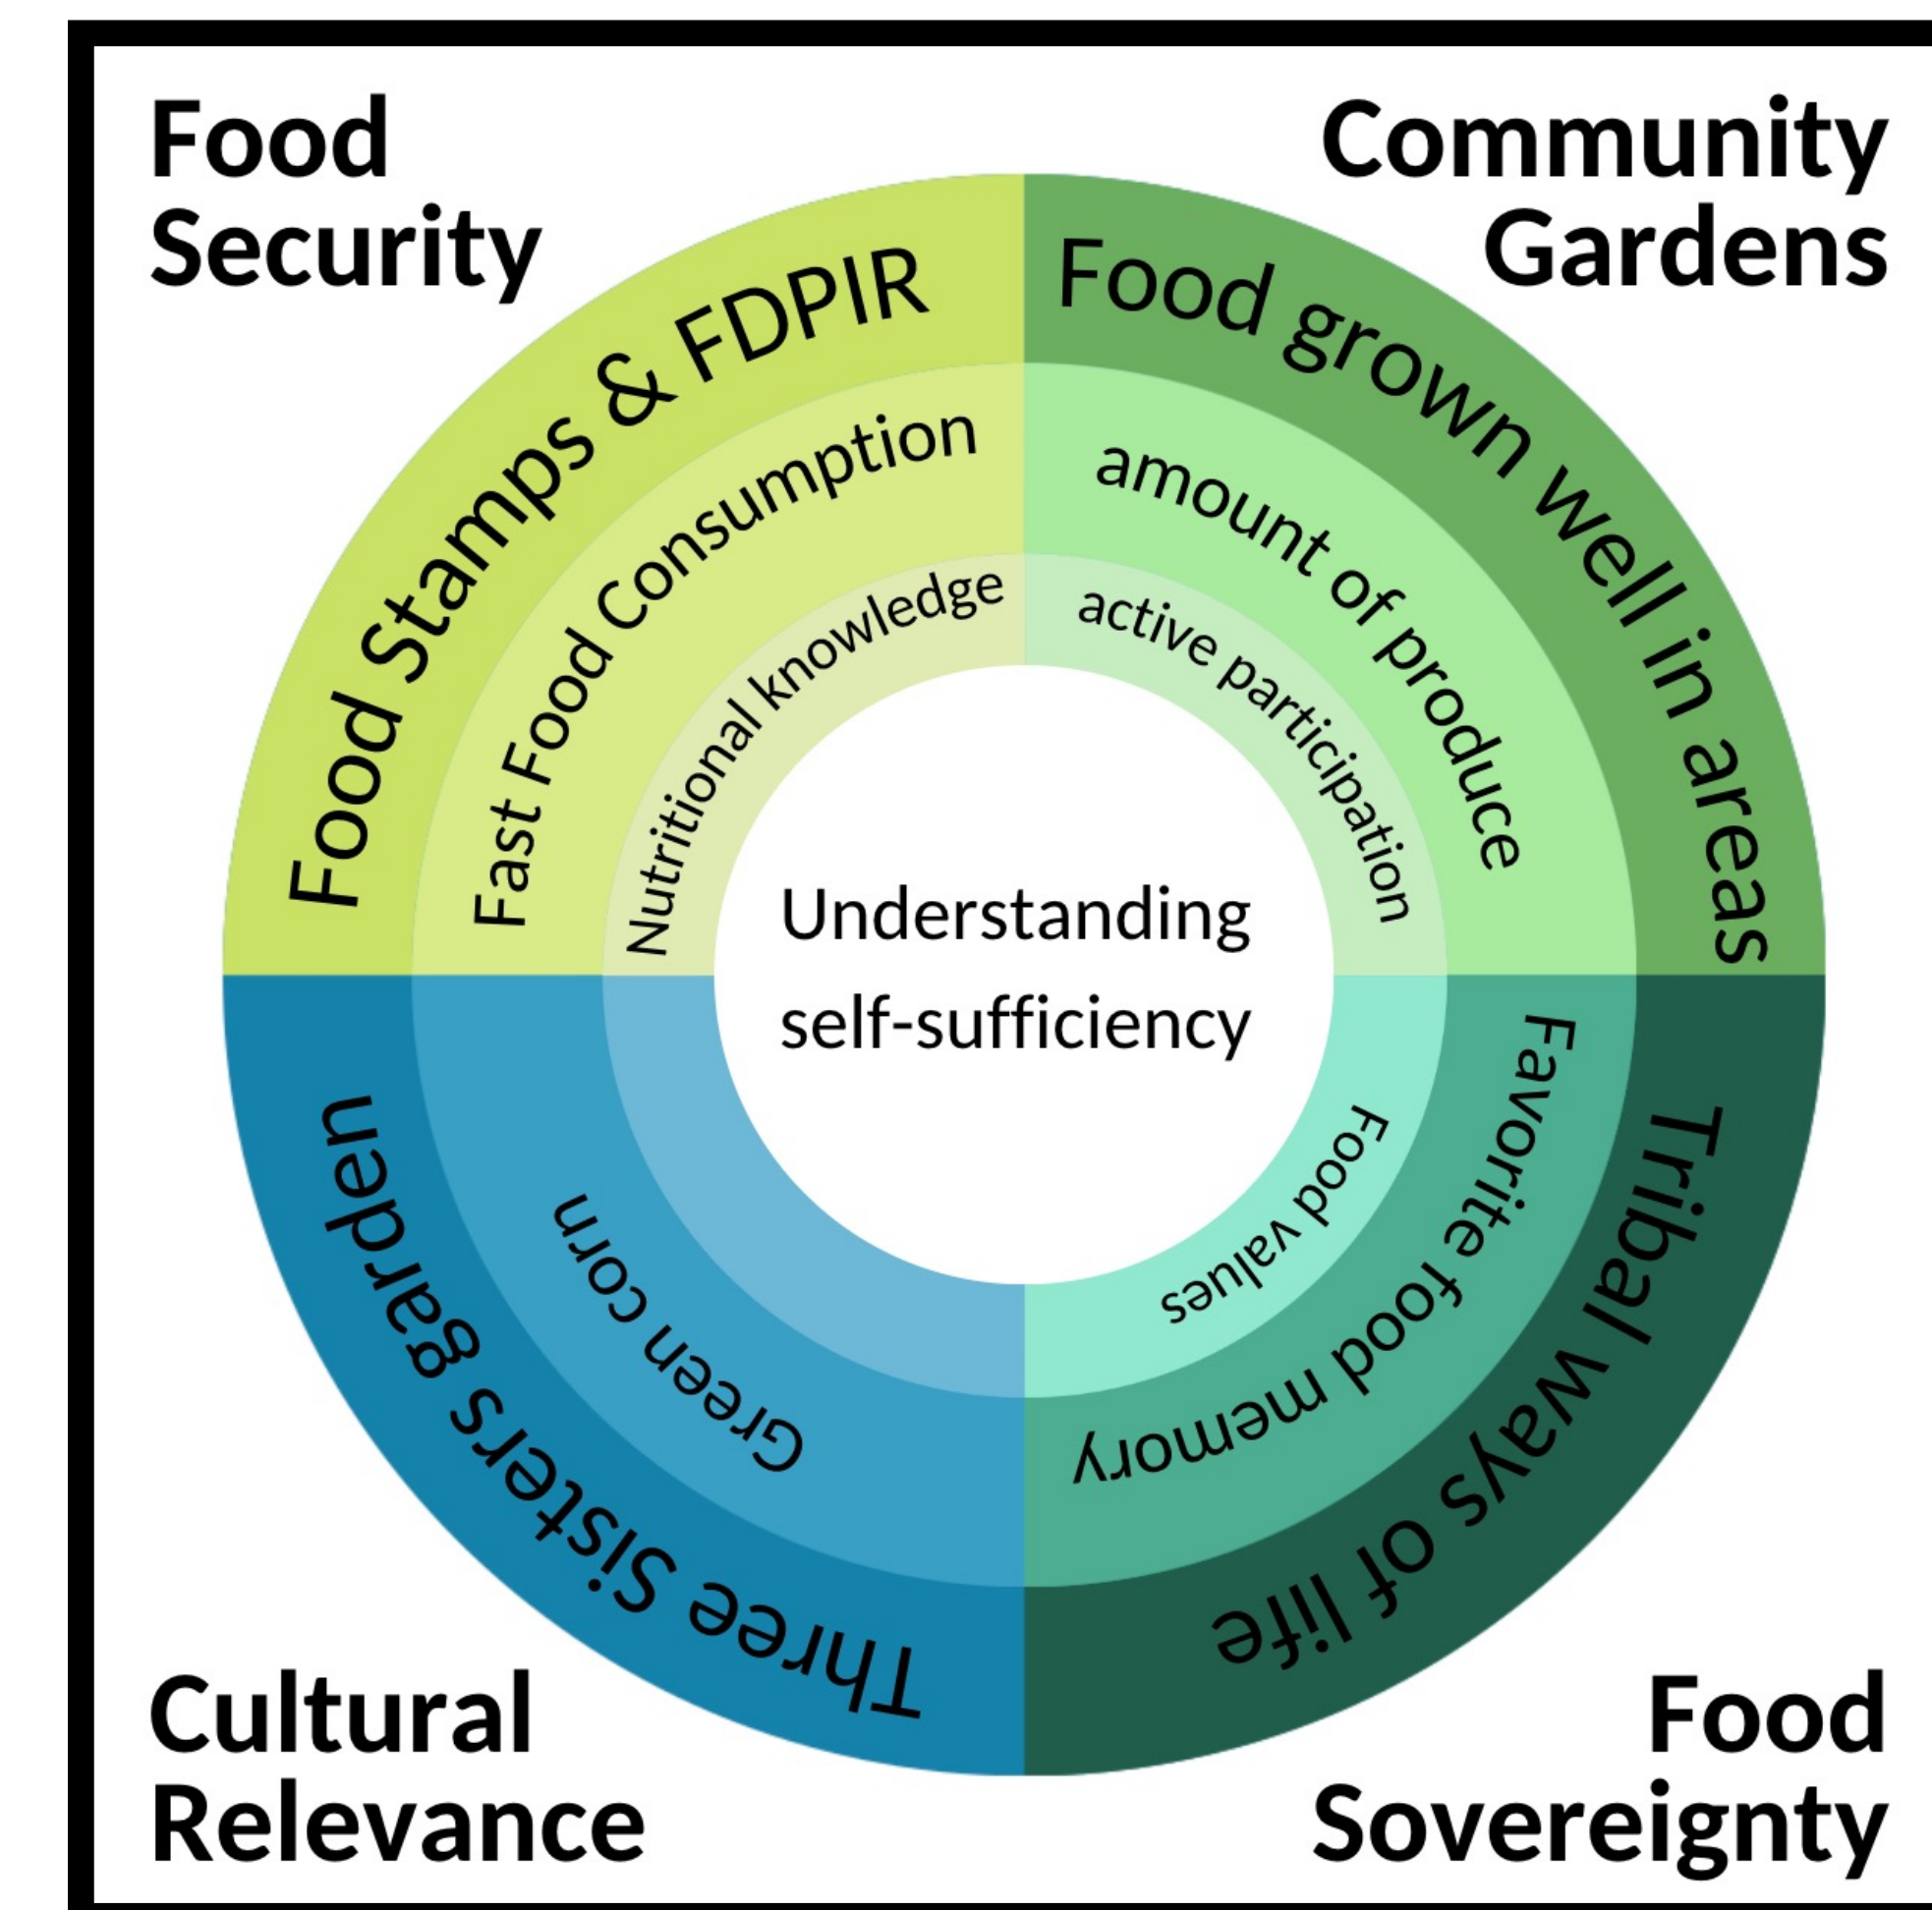 Food
Security
Community
Gardens
Food Stamps & FDPIR
Fast Food Consumption
Nutritional knowledge
Food grown well in areas
amount of produce
active participation
Understanding
self-sufficiency
Three Sisters garden
Green corn
Tribal ways of life
Favorite food memory
Food values
Cultural
Relevance
Food
Sovereignty